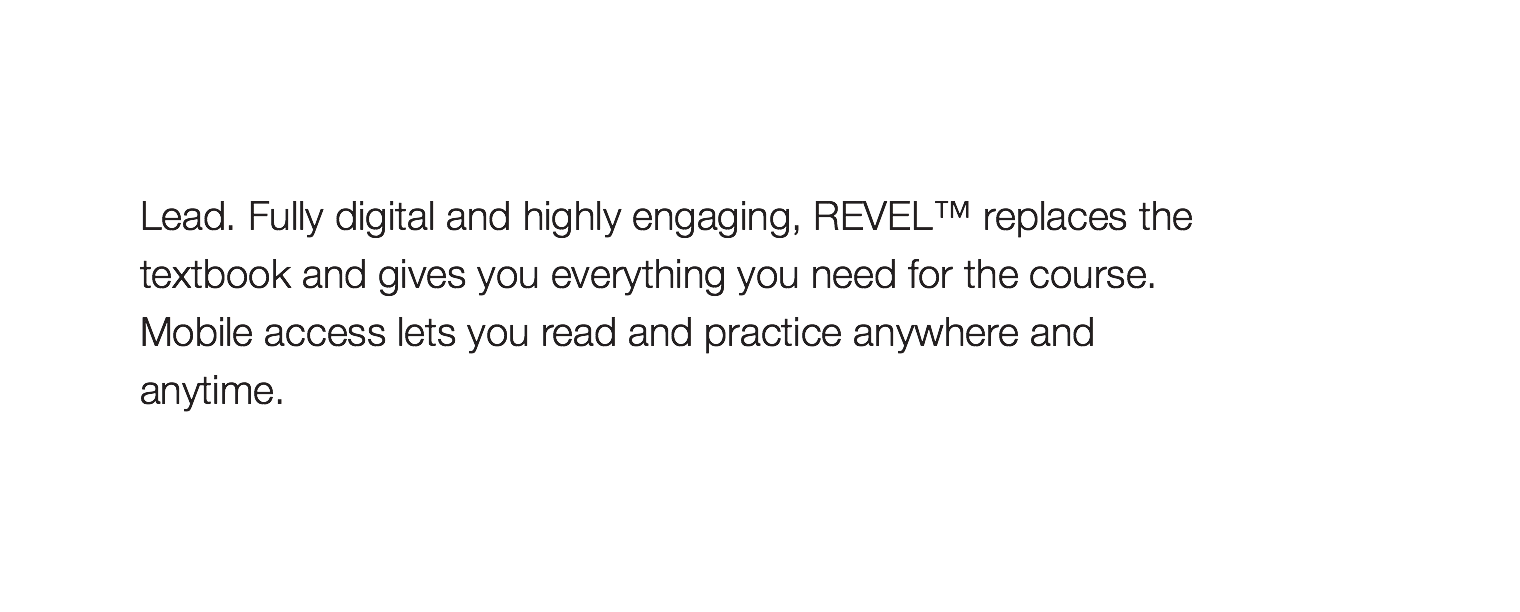 Lead. Fully digital and highly engaging, REVEL™ replaces the
textbook and gives you everything you need for the course.
Mobile access lets you read and practice anywhere and
anytime.